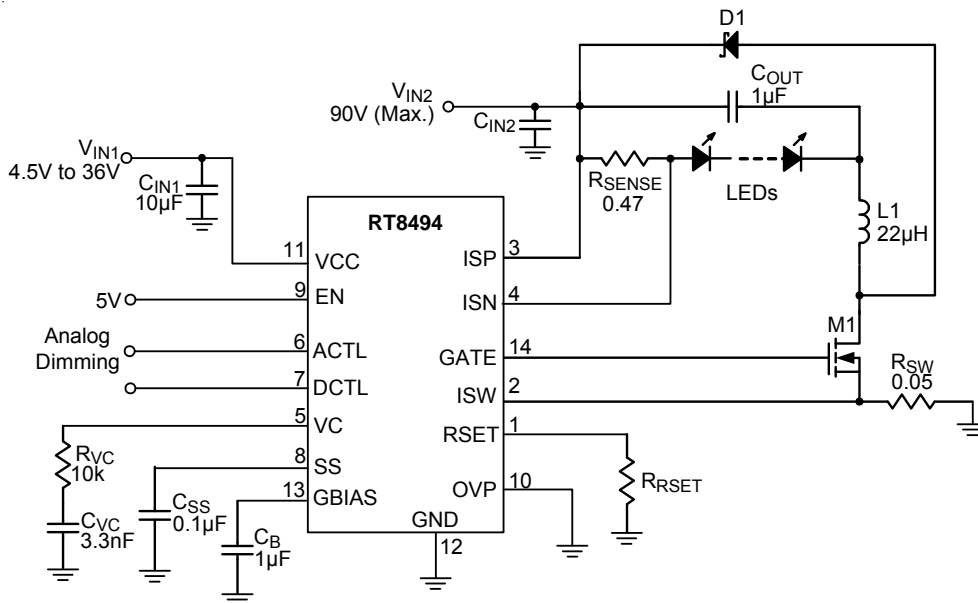 D1
COUT
1µF
VIN2
90V (Max.)
CIN2
VIN1
4.5V to 36V
CIN1
10µF
RSENSE
0.47
LEDs
L1
22µH
RT8494
11
VCC
ISP
3
5V
9
EN
ISN
4
M1
Analog
Dimming
6
ACTL
GATE
14
RSW
0.05
7
DCTL
ISW
2
5
VC
RSET
1
RVC
10k
8
SS
RRSET
13
GBIAS
OVP
10
CSS
0.1µF
GND
CVC
3.3nF
CB
1µF
12